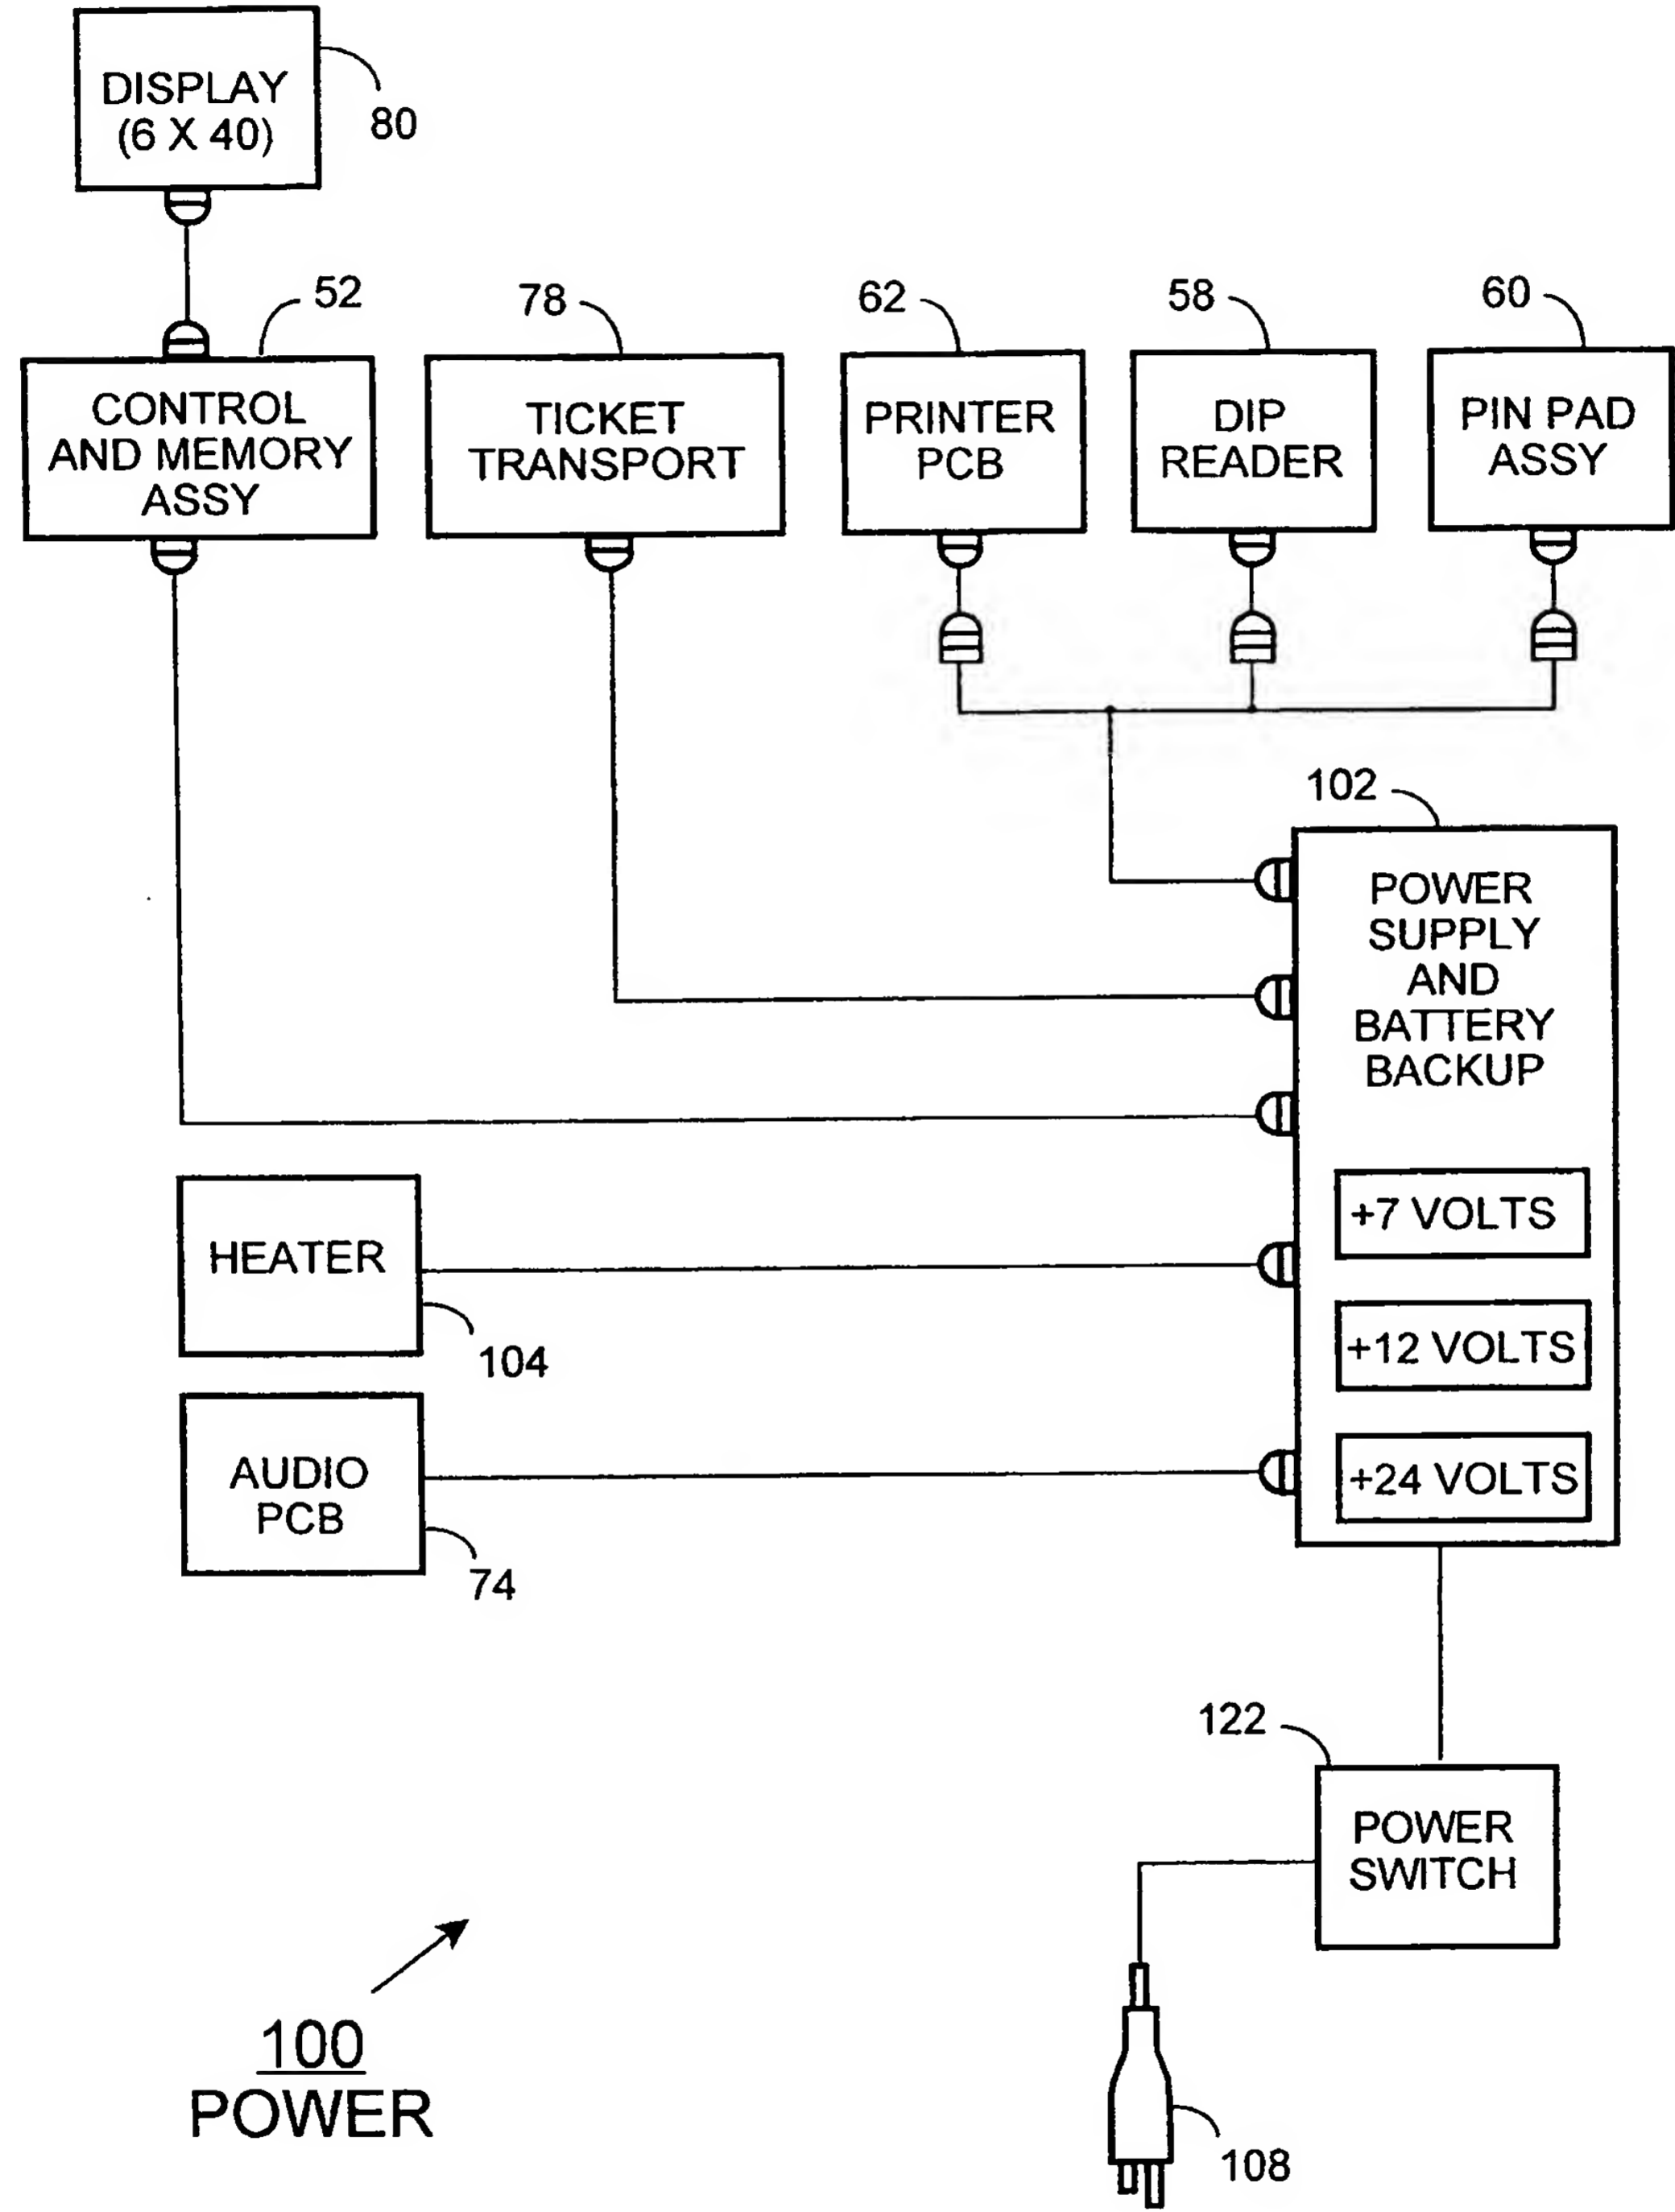 DISPLAY
(6 X 40)
80
52
78
62
58
60
CONTROL
AND MEMORY
ASSY
TICKET
TRANSPORT
PRINTER
PCB
DIP
READER
PIN PAD
ASSY
102
POWER
SUPPLY
AND
BATTERY
BACKUP
+7 VOLTS
HEATER
+12 VOLTS
104
AUDIO
PCB
+24 VOLTS
74
122
POWER
SWITCH
100
POWER
108